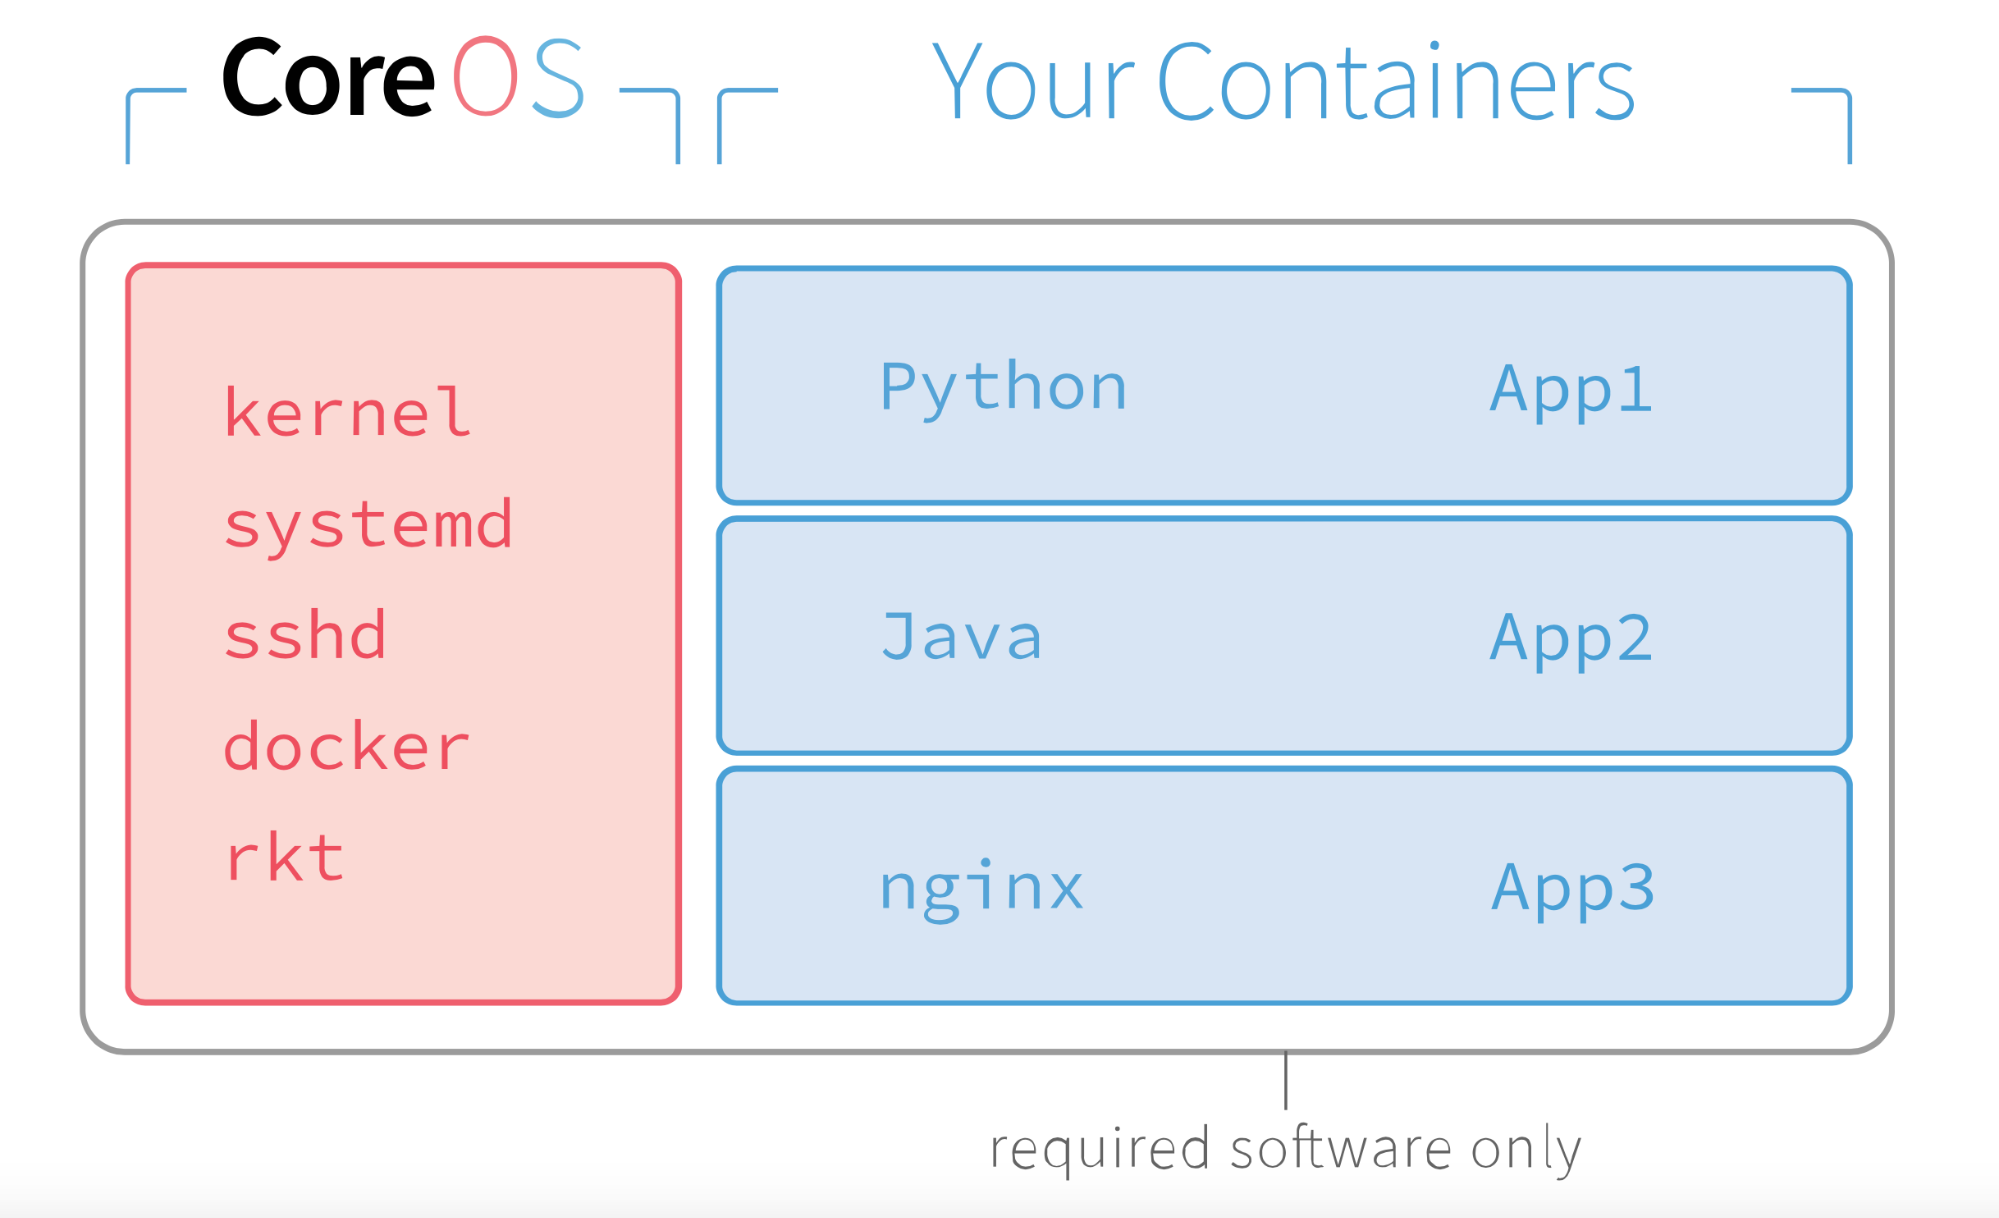 CoreOS
Your Containers
kernel
systemd
sshd
docker
rkt
Python App1
Java App2
nginx App3
required software only